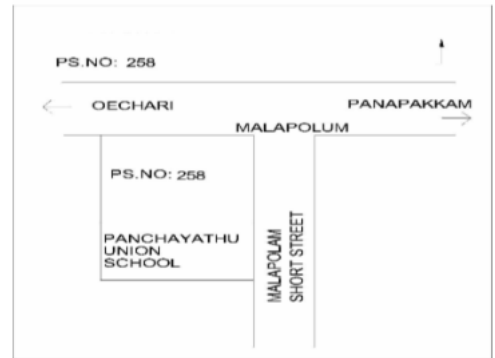 PS.NO: 258
OECHARI
PANAPAKKAM
MALAPOLUM
PS.NO: 258
PANCHAYATHU
UNION
SCHOOL
MALAPOLAM
SHORT STREET